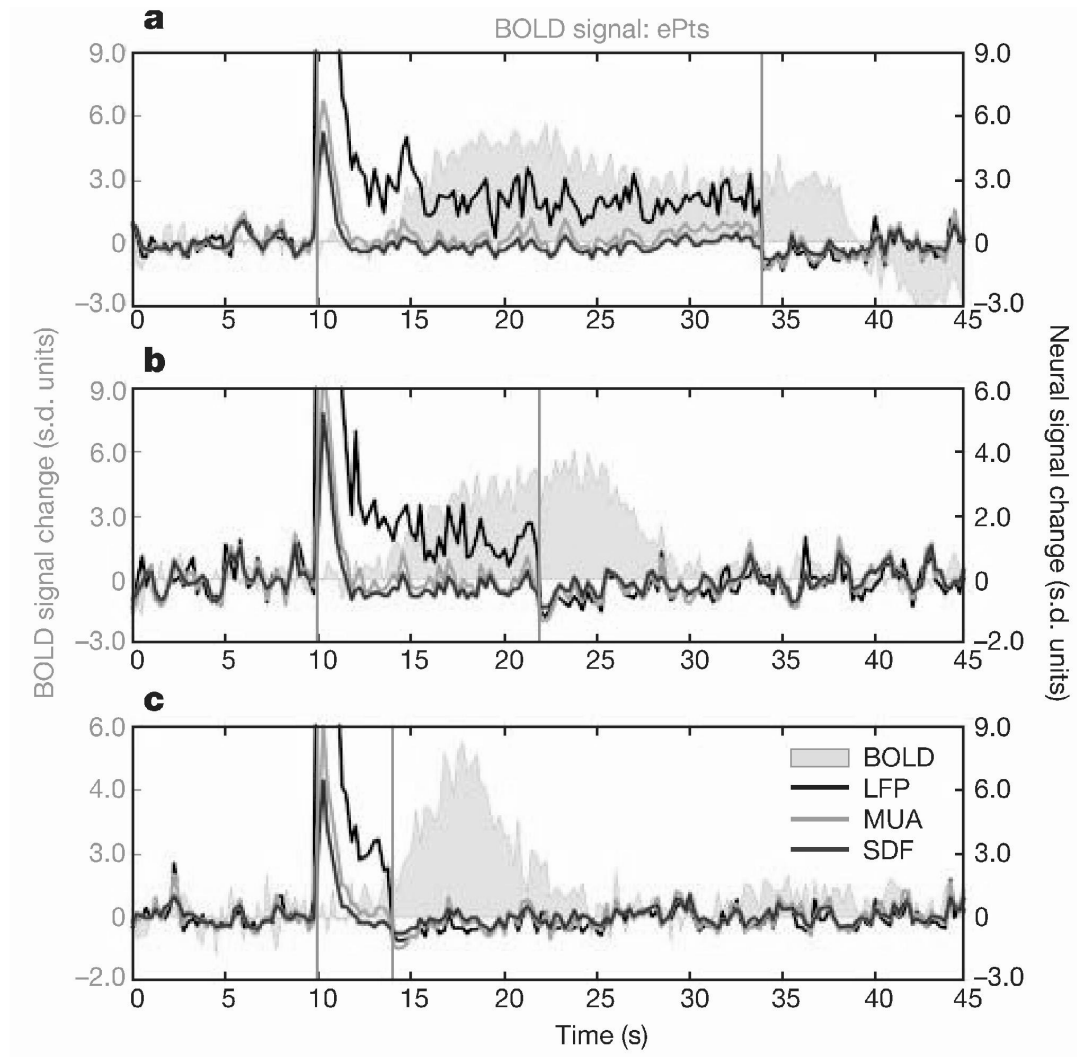 a
BOLD signal: ePts
9.0 9.0
6.0 6.0
3.0 3.0
0 0
–3.0 –3.0
0 5 10 15 20 25 30 35 40 45
b
9.0 6.0
6.0 4.0
3.0 2.0
0 0
–3.0 –2.0
0 5 10 15 20 25 30 35 40 45
c
6.0 9.0
4.0 6.0
3.0 3.0
0 0
–2.0 –3.0
0 5 10 15 20 25 30 35 40 45
BOLD
LFP
MUA
SDF
Time (s)
BOLD signal change (s.d. units)
Neural signal change (s.d. units)